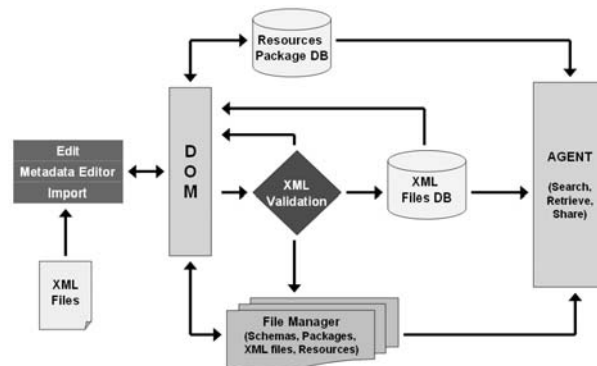 Resources
Package DB
Edit
Metadata Editor
Import
D
O
M
XML
Validation
XML
Files DB
AGENT
(Search,
Retrieve,
Share)
XML
Files
File Manager
(Schemas, Packages,
XML files, Resources)